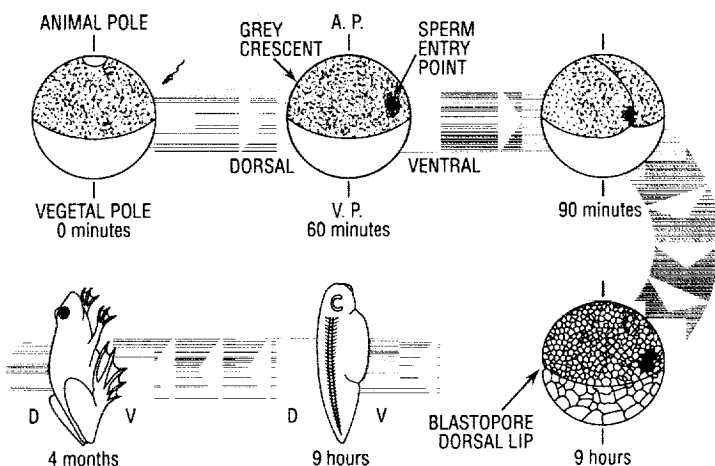 ANIMAL POLE
0 minutes
VEGETAL POLE
A. P.
GREY
CRESCENT
SPERM
ENTRY
POINT
DORSAL
VENTRAL
V. P.
60 minutes
90 minutes
BLASTOPORE
DORSAL LIP
9 hours
C
D
V
9 hours
D
V
4 months